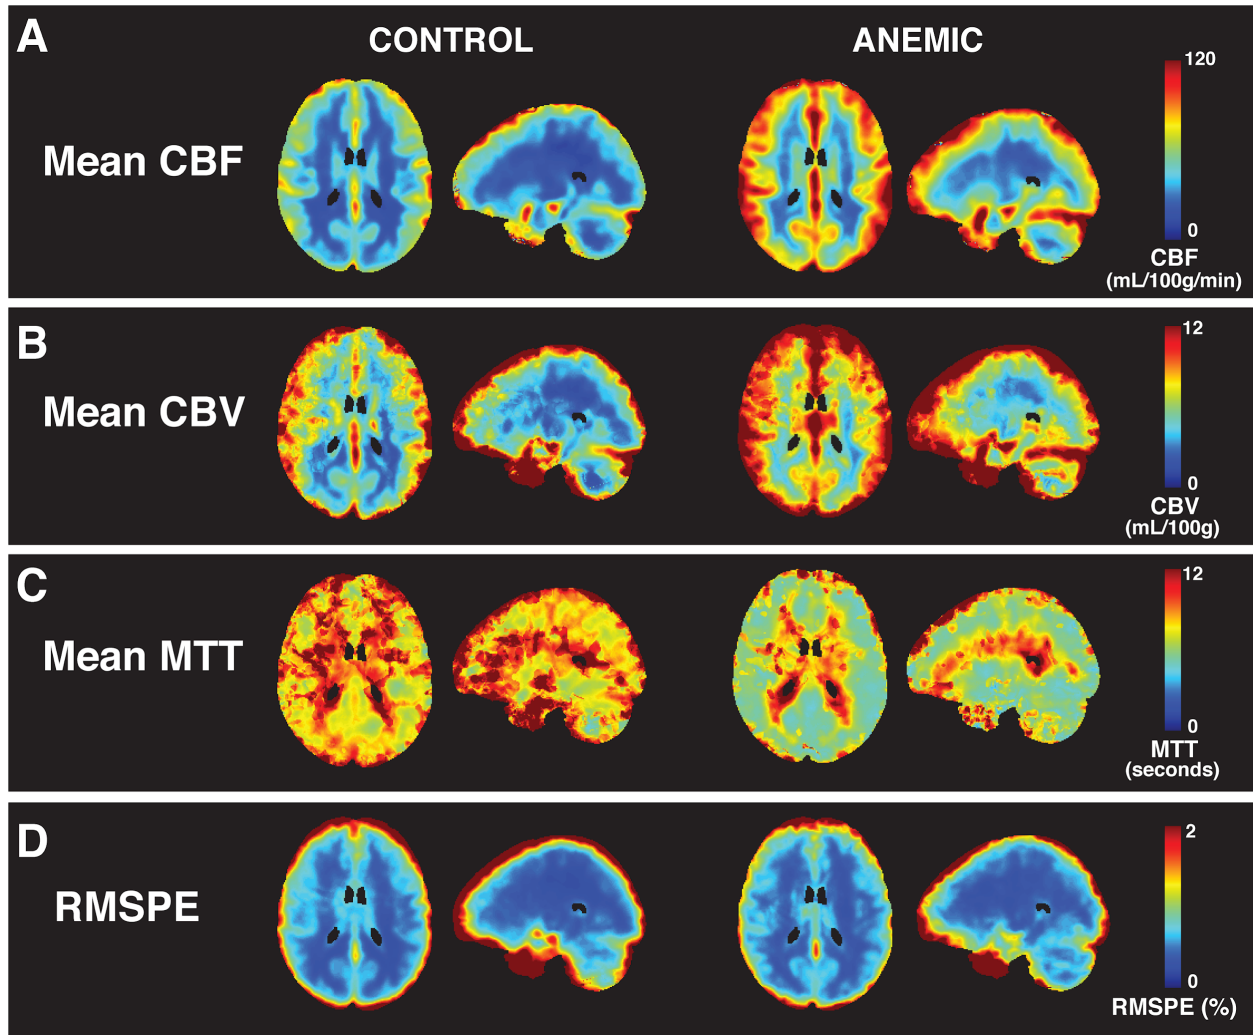 A
CONTROL
ANEMIC
120
Mean CBF
0
CBF
(mL/100g/min)
B
12
Mean CBV
0
CBV
(mL/100g)
C
12
Mean MTT
0
MTT
(seconds)
D
2
RMSPE
0
RMSPE (%)